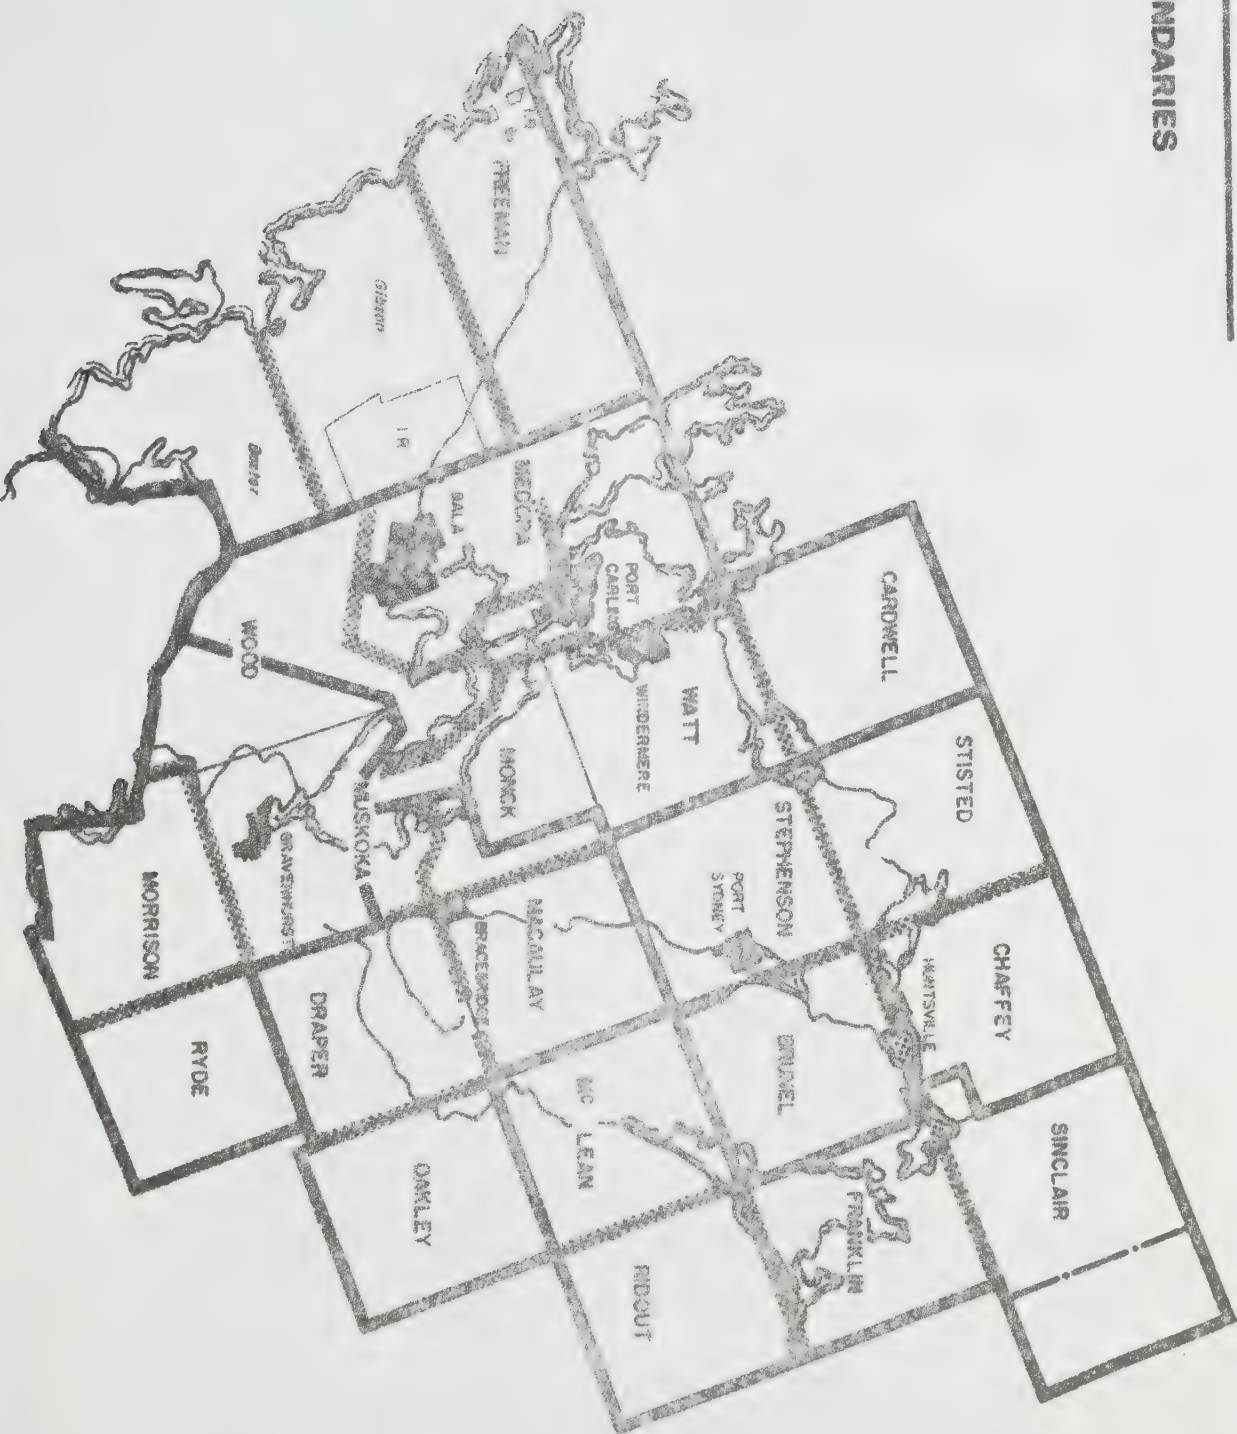 NDARIES
FREEMAN
Gibson
I R
Baxter
MEDORA
BALA
PORT
CARLING
WOOD
CARDWELL
WATT
WINDERMERE
MONCK
STISTED
STEPHENSON
PORT
SYDNEY
MUSKOKA
GRAVENHURST
MORRISON
CHAFFEY
HUNTSVILLE
MACAULAY
BRACEBRIDGE
DRAPER
RYDE
BRUNEL
MC LEAN
SINCLAIR
FRANKLIN
OAKLEY
RIDOUT